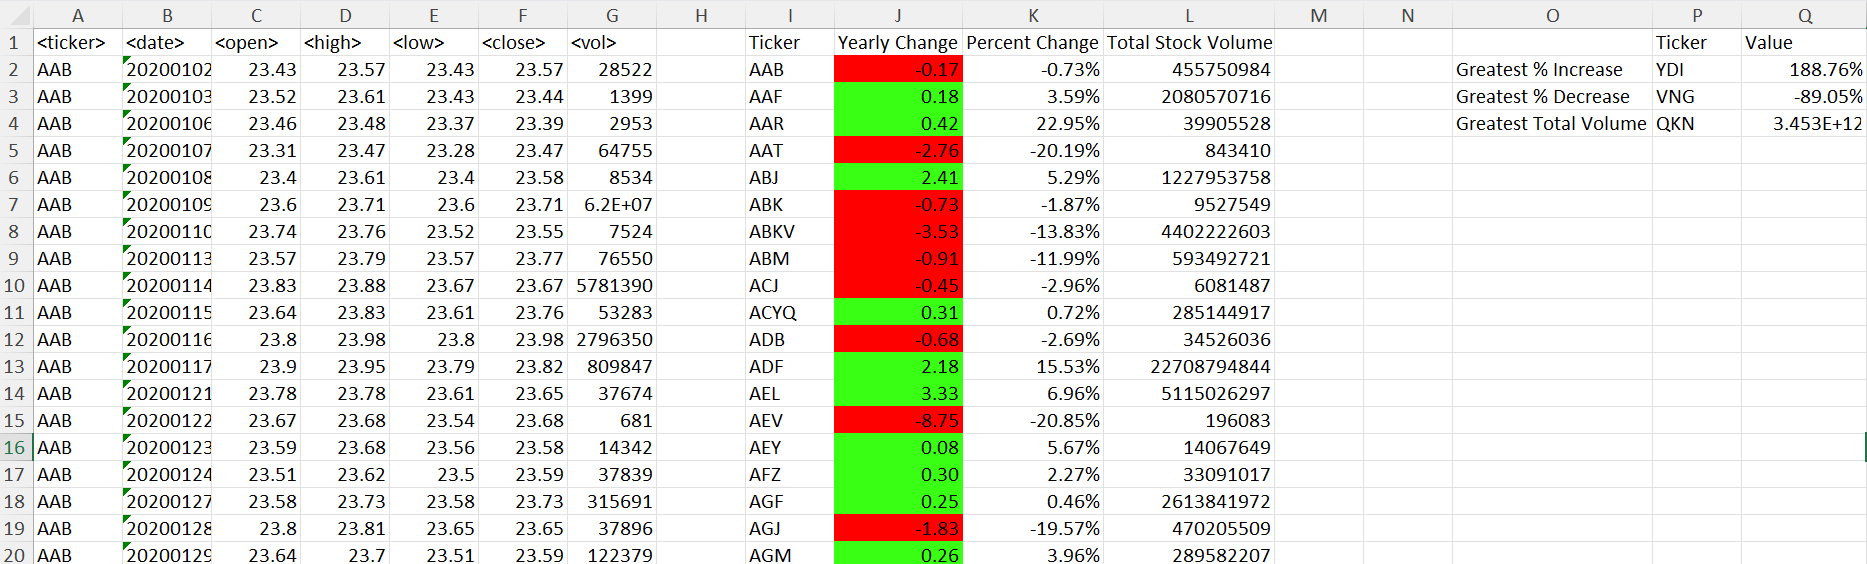 A B C D E F G H I J K L M N O P Q
1 <ticker> <date> <open> <high> <low> <close> <vol> Ticker Yearly Change Percent Change Total Stock Volume Ticker Value
2 AAB 20200102 23.43 23.57 23.43 23.57 28522 AAB -0.17 -0.73% 455750984 Greatest % Increase YDI 188.76%
3 AAB 20200103 23.52 23.61 23.43 23.44 1399 AAF 0.18 3.59% 2080570716 Greatest % Decrease VNG -89.05%
4 AAB 20200106 23.46 23.48 23.37 23.39 2953 AAR 0.42 22.95% 39905528 Greatest Total Volume QKN 3.453E+12
5 AAB 20200107 23.31 23.47 23.28 23.47 64755 AAT -2.76 -20.19% 843410
6 AAB 20200108 23.4 23.61 23.4 23.58 8534 ABJ 2.41 5.29% 1227953758
7 AAB 20200109 23.6 23.71 23.6 23.71 6.2E+07 ABK -0.73 -1.87% 9527549
8 AAB 20200110 23.74 23.76 23.52 23.55 7524 ABKV -3.53 -13.83% 4402222603
9 AAB 20200113 23.57 23.79 23.57 23.77 76550 ABM -0.91 -11.99% 593492721
10 AAB 20200114 23.83 23.88 23.67 23.67 5781390 ACJ -0.45 -2.96% 6081487
11 AAB 20200115 23.64 23.83 23.61 23.76 53283 ACYQ 0.31 0.72% 285144917
12 AAB 20200116 23.8 23.98 23.8 23.98 2796350 ADB -0.68 -2.69% 34526036
13 AAB 20200117 23.9 23.95 23.79 23.82 809847 ADF 2.18 15.53% 22708794844
14 AAB 20200121 23.78 23.78 23.61 23.65 37674 AEL 3.33 6.96% 5115026297
15 AAB 20200122 23.67 23.68 23.54 23.68 681 AEV -8.75 -20.85% 196083
16 AAB 20200123 23.59 23.68 23.56 23.58 14342 AEY 0.08 5.67% 14067649
17 AAB 20200124 23.51 23.62 23.5 23.59 37839 AFZ 0.30 2.27% 33091017
18 AAB 20200127 23.58 23.73 23.58 23.73 315691 AGF 0.25 0.46% 2613841972
19 AAB 20200128 23.8 23.81 23.65 23.65 37896 AGJ -1.83 -19.57% 470205509
20 AAB 20200129 23.64 23.7 23.51 23.59 122379 AGM 0.26 3.96% 289582207